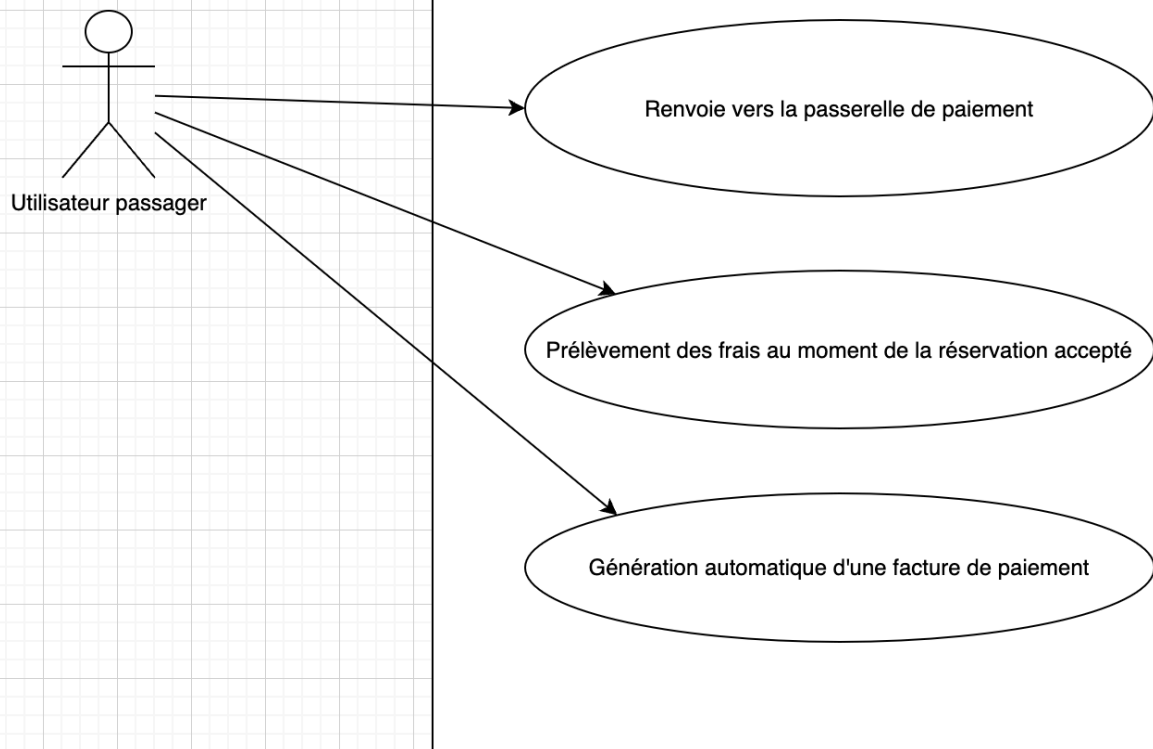 Utilisateur passager
Renvoie vers la passerelle de paiement
Prélèvement des frais au moment de la réservation accepté
Génération automatique d'une facture de paiement